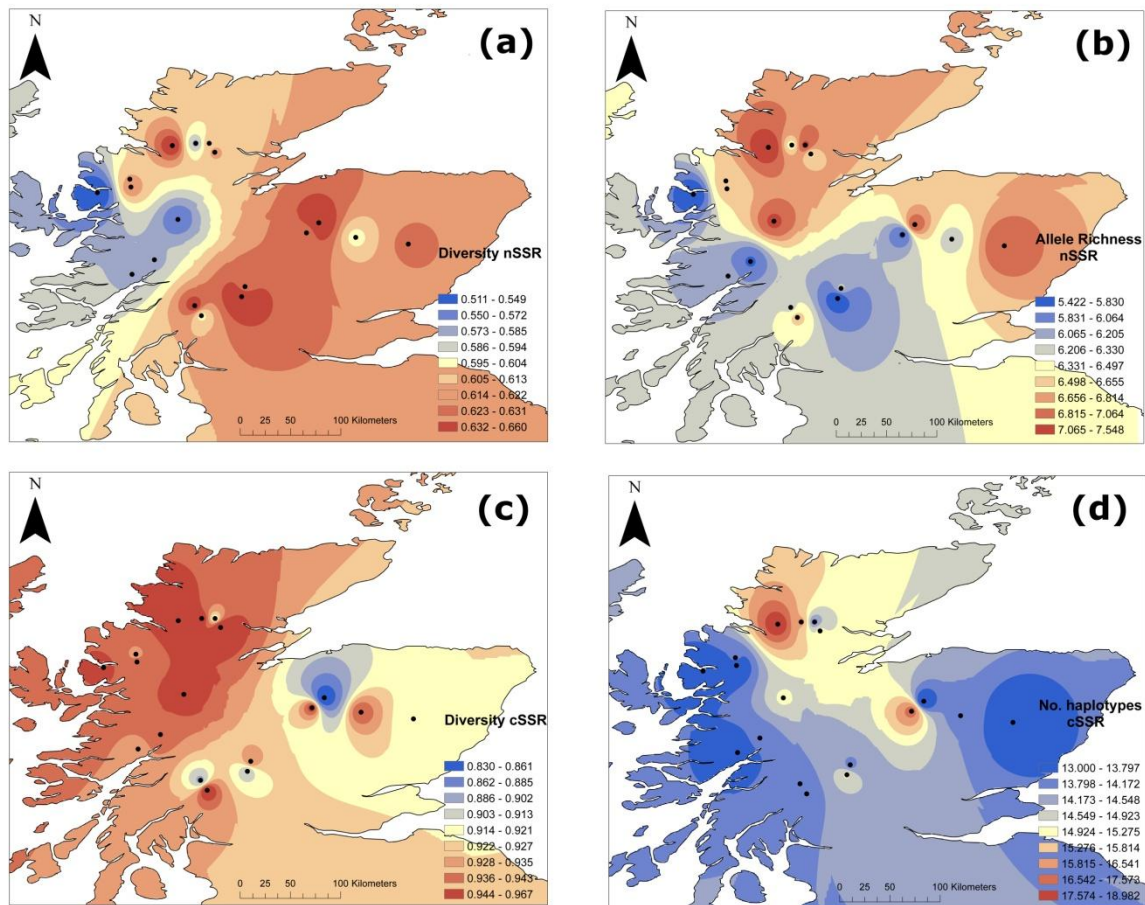 N
(a)
Diversity nSSR
0.511 - 0.549
0.550 - 0.572
0.573 - 0.585
0.586 - 0.594
0.595 - 0.604
0.605 - 0.613
0.614 - 0.622
0.623 - 0.631
0.632 - 0.660
0 25 50 100 Kilometers
N
(b)
Allele Richness
nSSR
5.422 - 5.830
5.831 - 6.064
6.065 - 6.205
6.206 - 6.330
6.331 - 6.497
6.498 - 6.655
6.656 - 6.814
6.815 - 7.064
7.065 - 7.548
0 25 50 100 Kilometers
N
(c)
Diversity cSSR
0.830 - 0.861
0.862 - 0.885
0.886 - 0.902
0.903 - 0.913
0.914 - 0.921
0.922 - 0.927
0.928 - 0.935
0.936 - 0.943
0.944 - 0.967
0 25 50 100 Kilometers
N
(d)
No. haplotypes
cSSR
13.000 - 13.797
13.798 - 14.172
14.173 - 14.548
14.549 - 14.923
14.924 - 15.275
15.276 - 15.814
15.815 - 16.541
16.542 - 17.573
17.574 - 18.982
0 25 50 100 Kilometers